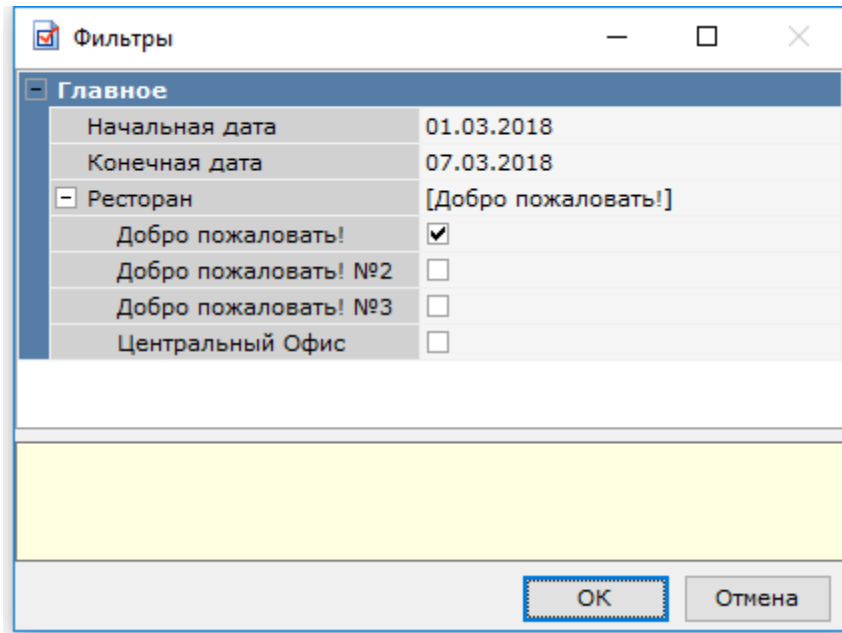 Фильтры
Главное
Начальная дата 01.03.2018
Конечная дата 07.03.2018
Ресторан [Добро пожаловать!]
Добро пожаловать!
Добро пожаловать! №2
Добро пожаловать! №3
Центральный Офис
ОК Отмена